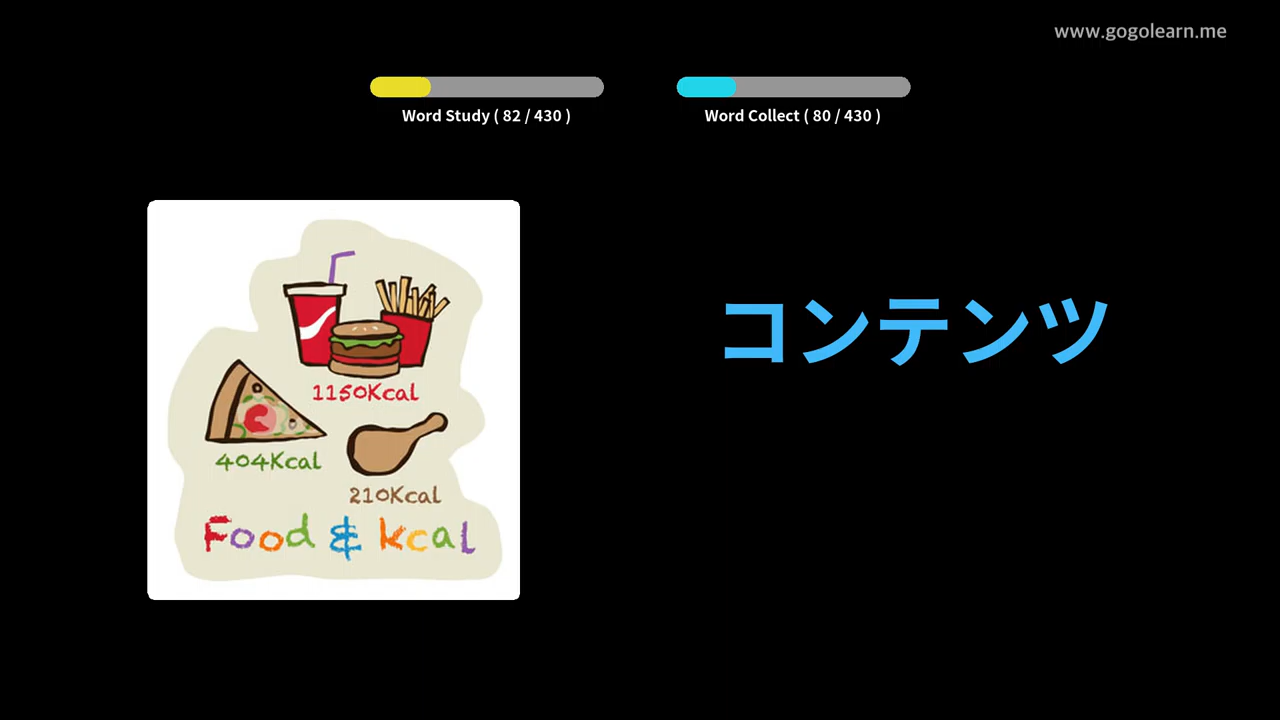 www.gogolearn.me
Word Study ( 82 / 430 )
Word Collect ( 80 / 430 )
1150Kcal
404Kcal
210Kcal
Food & kcal
コンテンツ